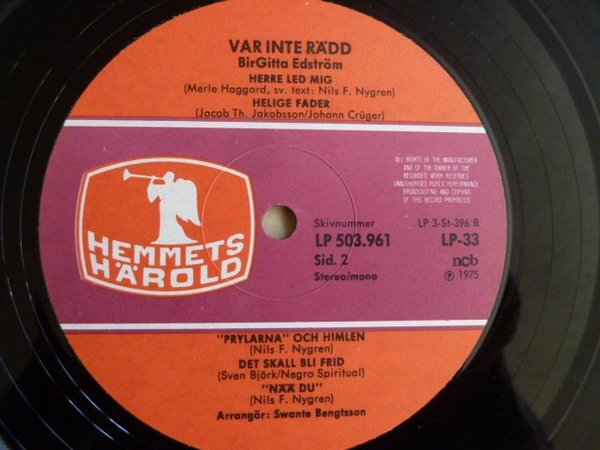 VAR INTE RÄDD
BirGitta Edström
HERRE LED MIG
(Merle Haggard, sv. text: Nils F. Nygren)
HELIGE FADER
(Jacob Th. Jakobsson/Johann Crüger)
ALL RIGHTS OF THE MANUFACTURER
AND OF THE OWNER OF THE
RECORDED WORK RESERVED
UNAUTHORISED PUBLIC PERFORMANCE
BROADCASTING AND COPYING
OF THIS RECORD PROHIBITED
HEMMETS
HÄROLD
Skivnummer
LP 3-St-396 B
LP 503.961
LP-33
Sid. 2
ncb
Stereo/mono
Ⓟ 1975
"PRYLARNA" OCH HIMLEN
(Nils F. Nygren)
DET SKALL BLI FRID
(Sven Björk/Negro Spiritual)
"NÄÄ DU"
(Nils F. Nygren)
Arrangör: Swante Bengtsson